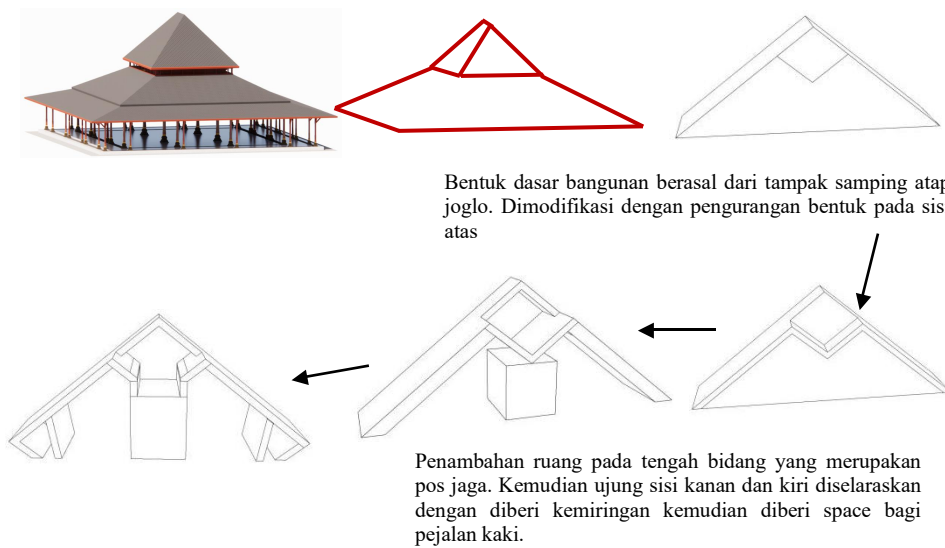 Bentuk dasar bangunan berasal dari tampak samping atap
joglo. Dimodifikasi dengan pengurangan bentuk pada sis
atas
Penambahan ruang pada tengah bidang yang merupakan
pos jaga. Kemudian ujung sisi kanan dan kiri diselaraskan
dengan diberi kemiringan kemudian diberi space bagi
pejalan kaki.